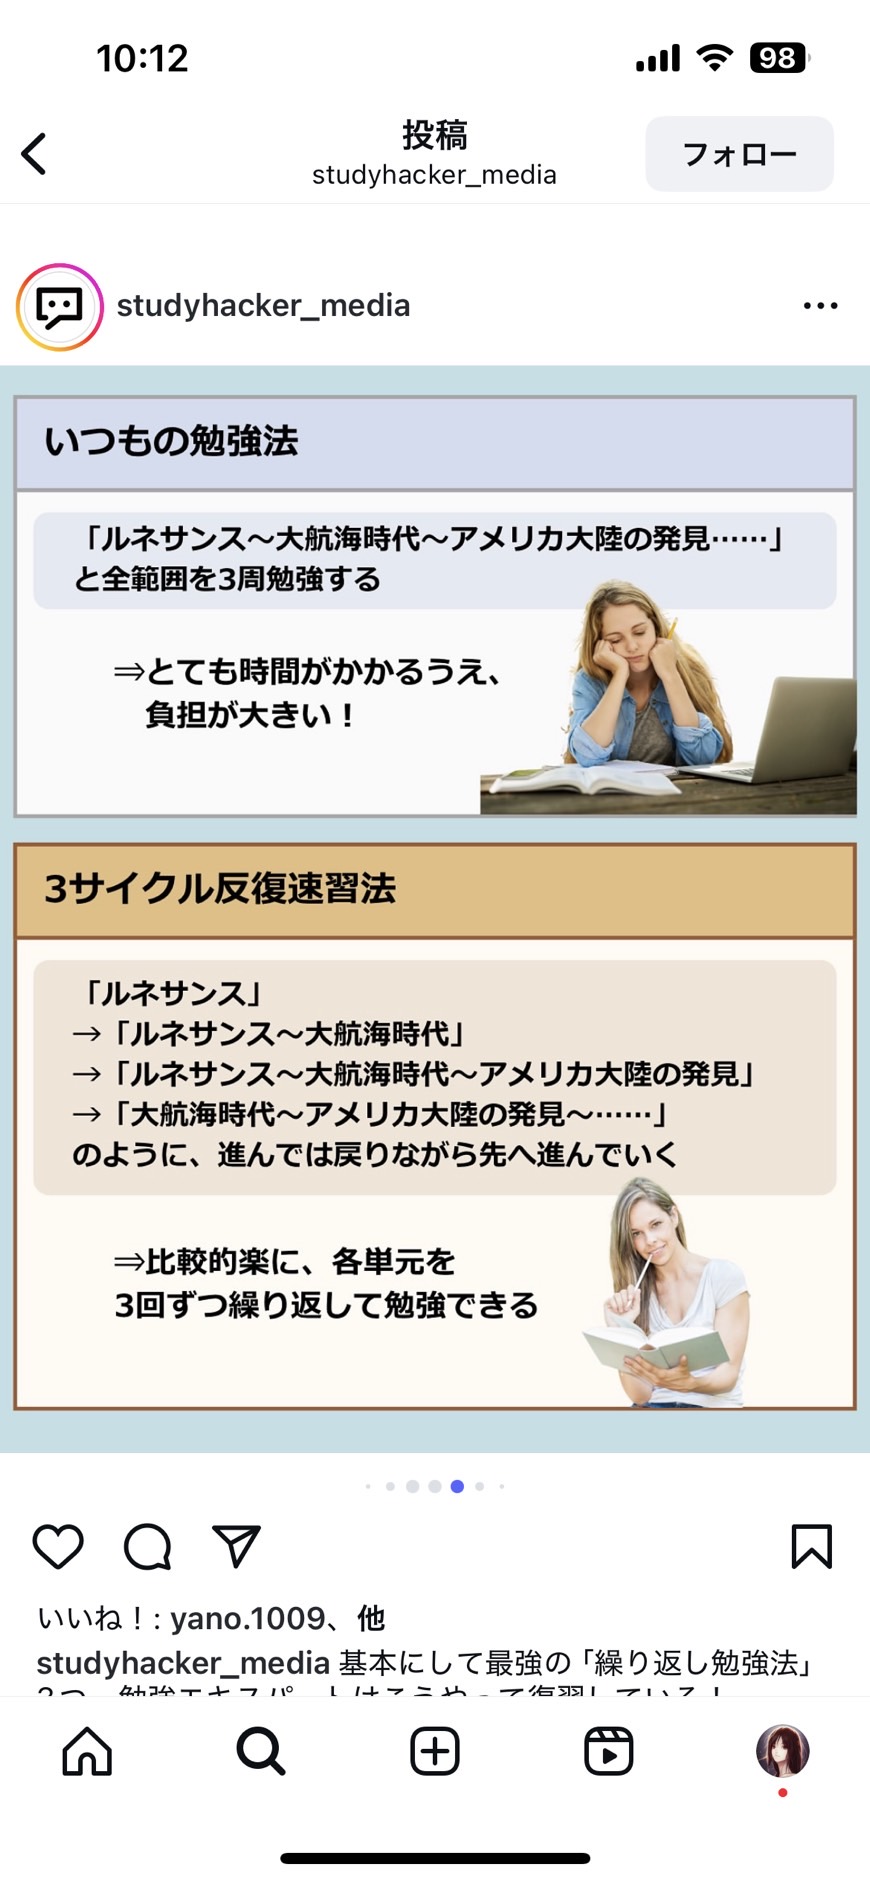 10:12
98
投稿
studyhacker_media
フォロー
studyhacker_media
いつもの勉強法
「ルネサンス〜大航海時代〜アメリカ大陸の発見……」
と全範囲を3周勉強する
⇒とても時間がかかるうえ、
負担が大きい！
3サイクル反復速習法
「ルネサンス」
→「ルネサンス〜大航海時代」
→「ルネサンス〜大航海時代〜アメリカ大陸の発見」
→「大航海時代〜アメリカ大陸の発見〜……」
のように、進んでは戻りながら先へ進んでいく
⇒比較的楽に、各単元を
3回ずつ繰り返して勉強できる
いいね！: yano.1009、他
studyhacker_media 基本にして最強の「繰り返し勉強法」